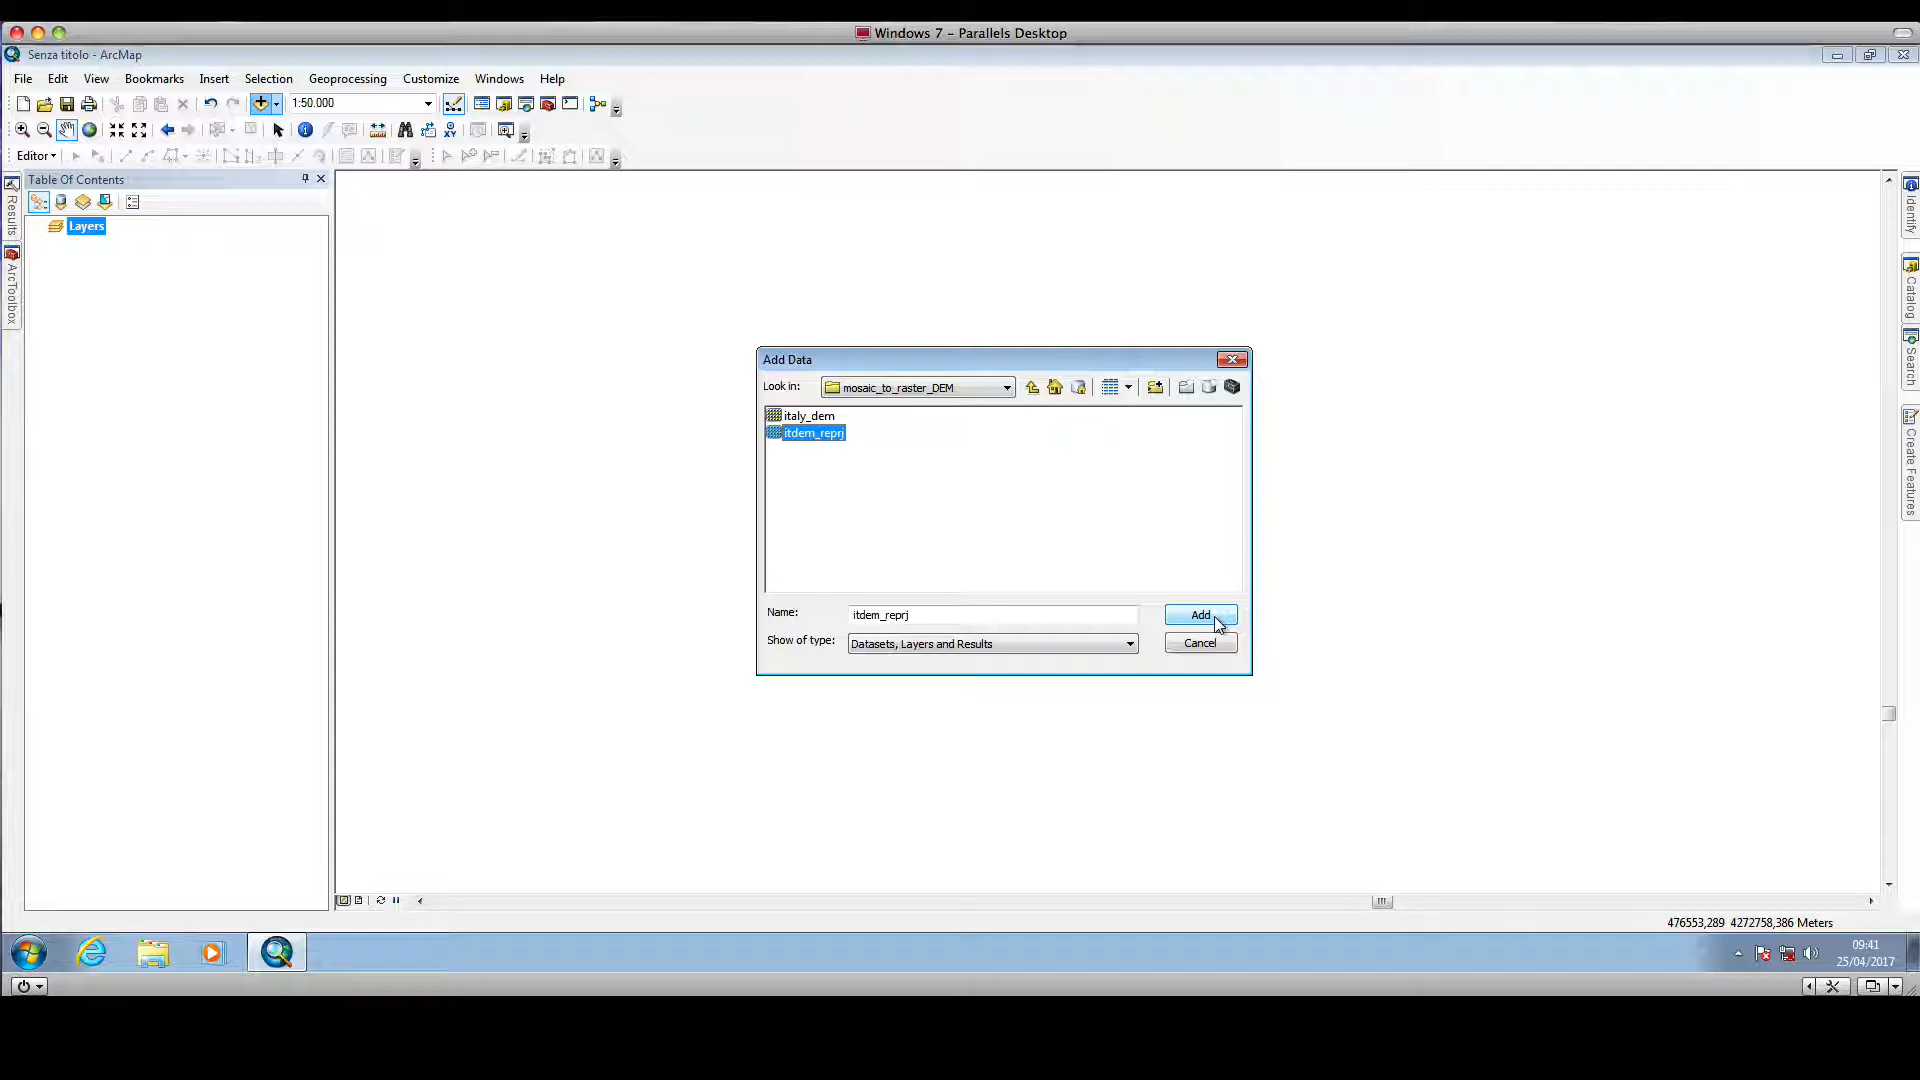 Windows 7 - Parallels Desktop
Senza titolo - ArcMap
File Edit View Bookmarks Insert Selection Geoprocessing Customize Windows Help
1:50.000
Editor
Table Of Contents
Layers
Results
ArcToolbox
Identify
Catalog
Search
Create Features
Add Data
Look in: mosaic_to_raster_DEM
italy_dem
itdem_reprj
Name: itdem_reprj Add
Show of type: Datasets, Layers and Results Cancel
476553,289 4272758,386 Meters
09:41
25/04/2017